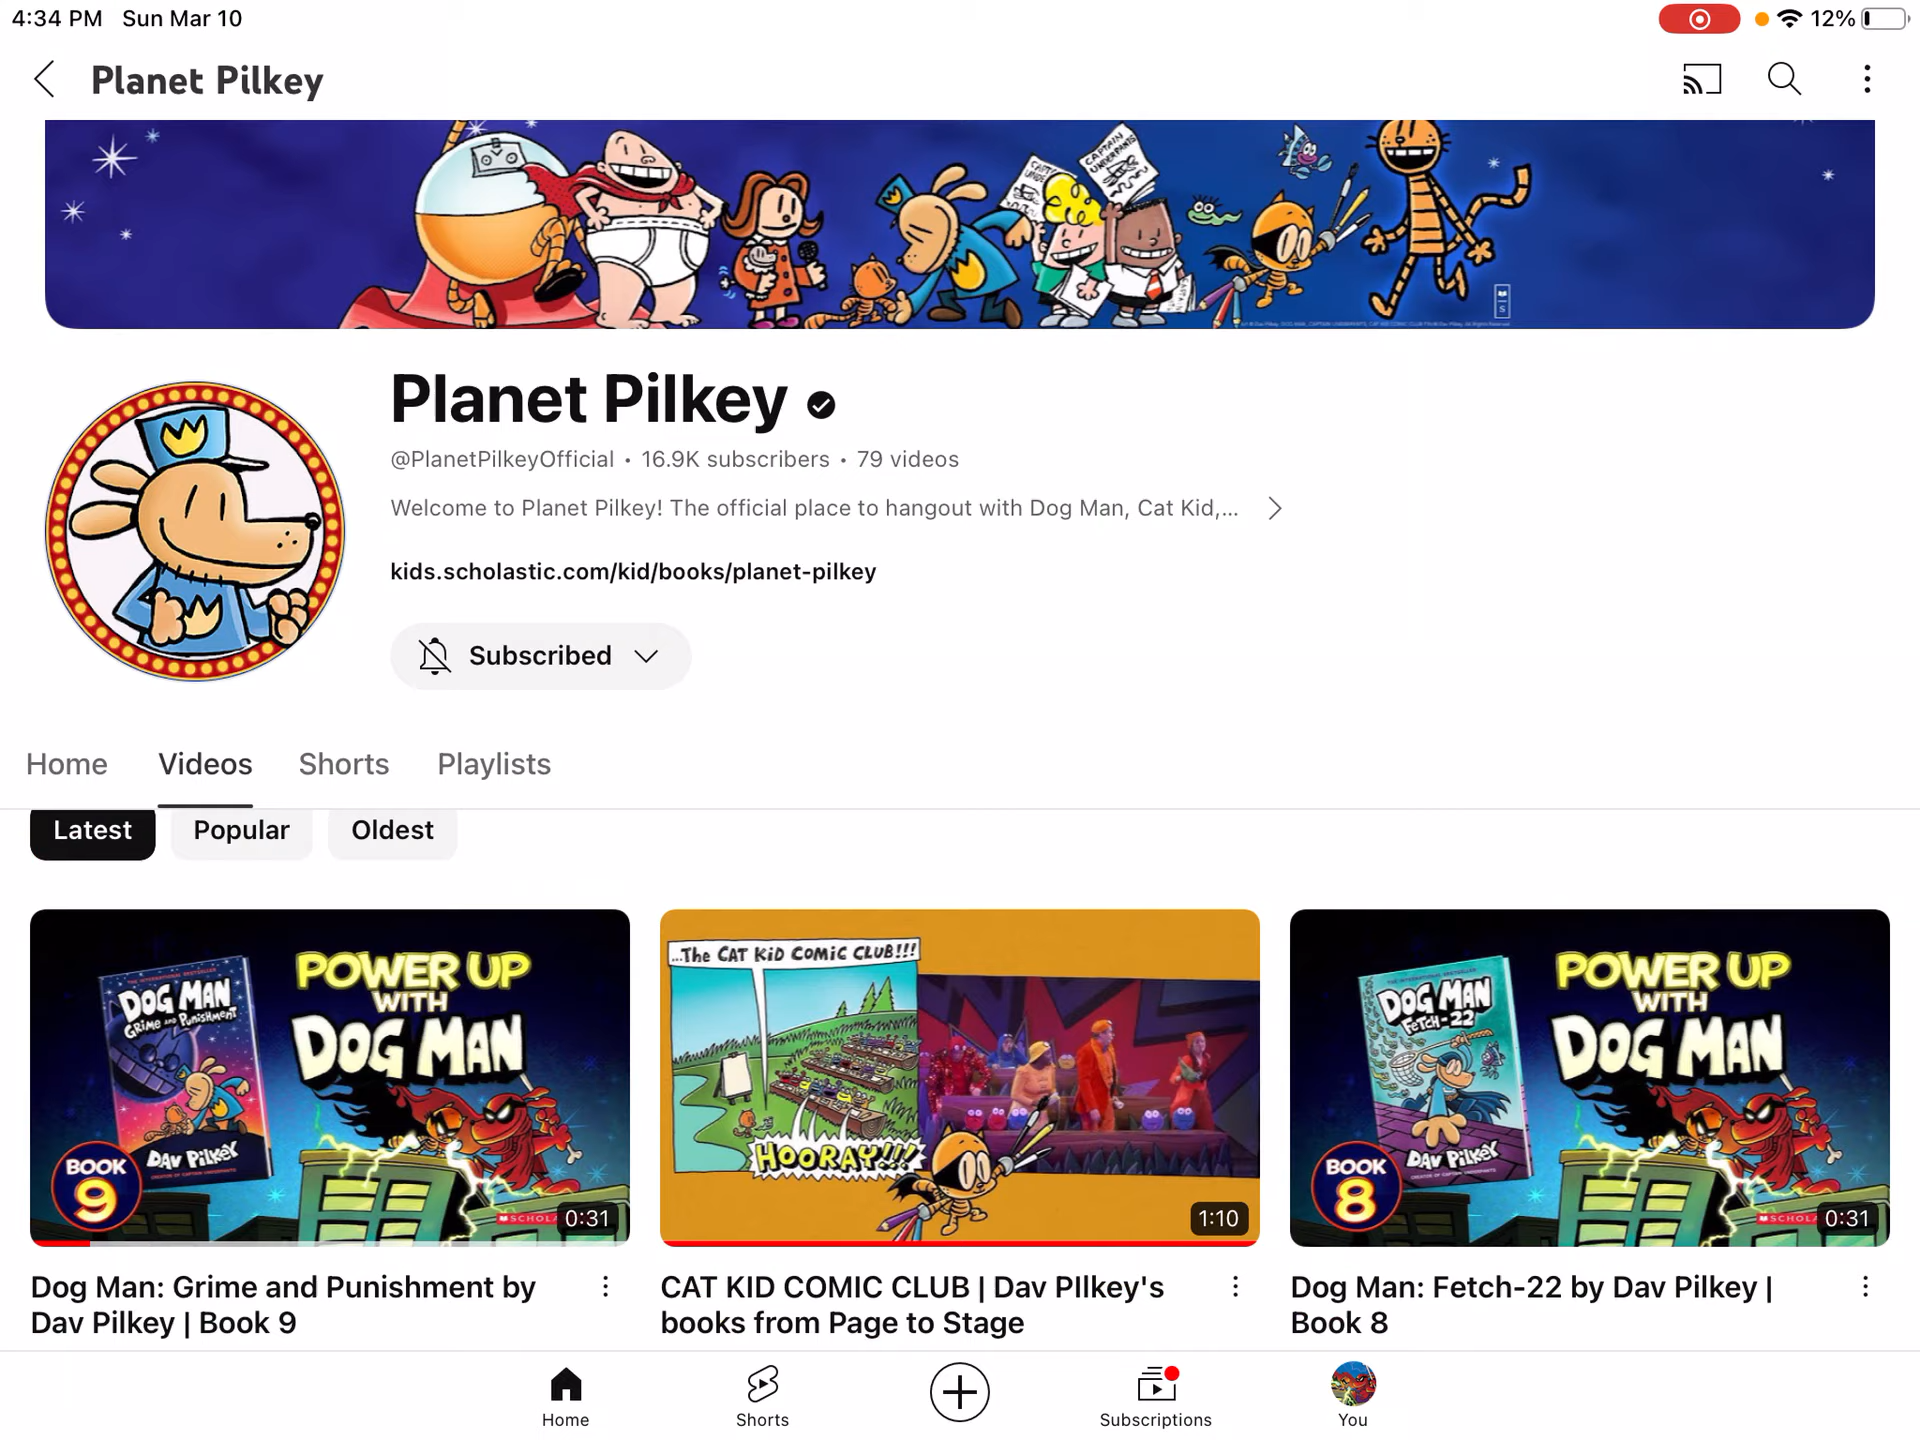 4:34 PM Sun Mar 10
12%
Planet Pilkey
CAPTAIN UNDERPANTS
Planet Pilkey
@PlanetPilkeyOfficial • 16.9K subscribers • 79 videos
Welcome to Planet Pilkey! The official place to hangout with Dog Man, Cat Kid,...
kids.scholastic.com/kid/books/planet-pilkey
Subscribed
Home Videos Shorts Playlists
Latest Popular Oldest
DOG MAN
GRIME AND PUNISHMENT
DAV PILKEY
POWER UP
WITH
DOG MAN
BOOK
9
0:31
...THE CAT KID COMIC CLUB!!!
HOORAY!!!
1:10
DOG MAN
FETCH-22
DAV PILKEY
POWER UP
WITH
DOG MAN
BOOK
8
0:31
Dog Man: Grime and Punishment by
Dav Pilkey | Book 9
CAT KID COMIC CLUB | Dav PIlkey's
books from Page to Stage
Dog Man: Fetch-22 by Dav Pilkey |
Book 8
Home Shorts Subscriptions You